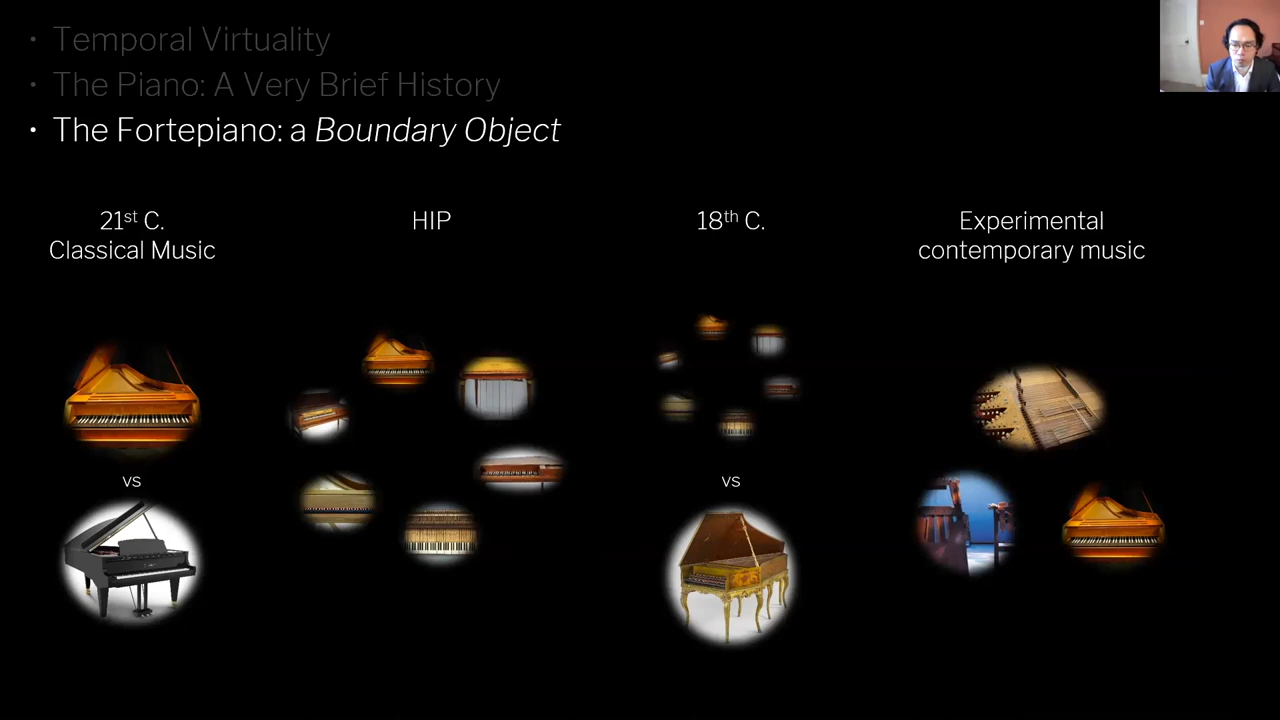 • Temporal Virtuality
• The Piano: A Very Brief History
• The Fortepiano: a Boundary Object
21st C.
Classical Music
HIP
18th C.
Experimental
contemporary music
vs
vs